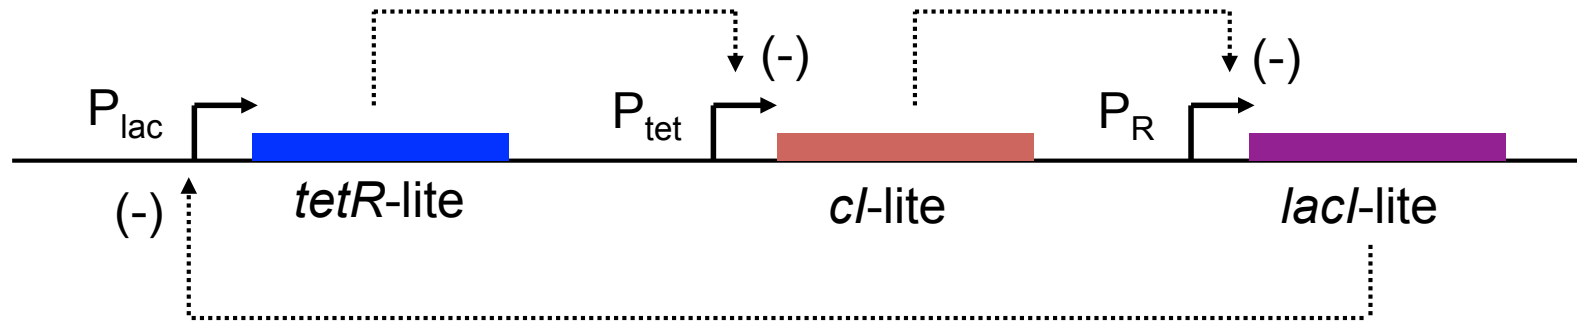 (-) (-)
P_lac P_tet P_R
(-) tetR-lite cI-lite lacI-lite